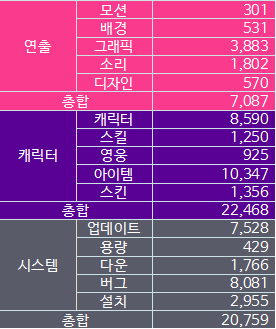 연출
모션 301
배경 531
그래픽 3,883
소리 1,802
디자인 570
총합 7,087
캐릭터
캐릭터 8,590
스킬 1,250
영웅 925
아이템 10,347
스킨 1,356
총합 22,468
시스템
업데이트 7,528
용량 429
다운 1,766
버그 8,081
설치 2,955
총합 20,759